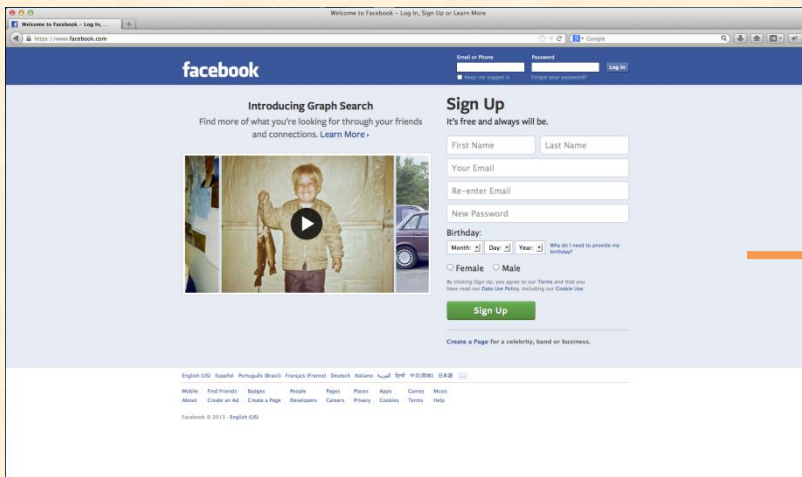 Welcome to Facebook – Log In, Sign Up or Learn More
Welcome to Facebook – Log In, ...
https://www.facebook.com
Google
facebook
Email or Phone
Password
Log In
Keep me logged in
Forgot your password?
Introducing Graph Search
Find more of what you're looking for through your friends
and connections. Learn More ›
Sign Up
It's free and always will be.
First Name
Last Name
Your Email
Re-enter Email
New Password
Birthday:
Month:
Day:
Year:
Why do I need to provide my
birthday?
Female
Male
By clicking Sign Up, you agree to our Terms and that you
have read our Data Use Policy, including our Cookie Use.
Sign Up
Create a Page for a celebrity, band or business.
English (US) Español Português (Brasil) Français (France) Deutsch Italiano العربية हिन्दी 中文(简体) 日本語 ...
Mobile Find Friends Badges People Pages Places Apps Games Music
About Create an Ad Create a Page Developers Careers Privacy Cookies Terms Help
Facebook © 2013 · English (US)